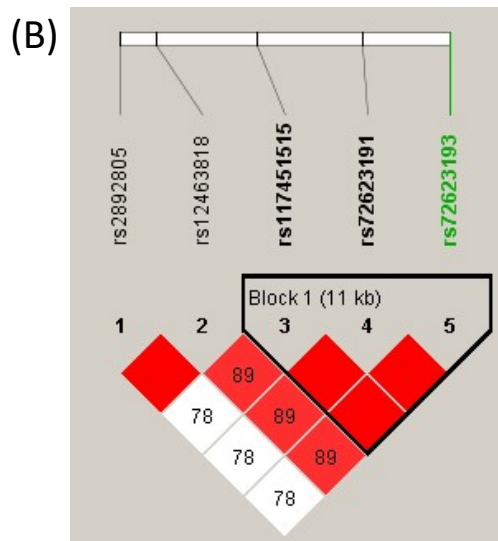 (B)
rs2892805
rs12463818
rs117451515
rs72623191
rs72623193
Block 1 (11 kb)
1 2 3 4 5
89
78 89
78 89
78